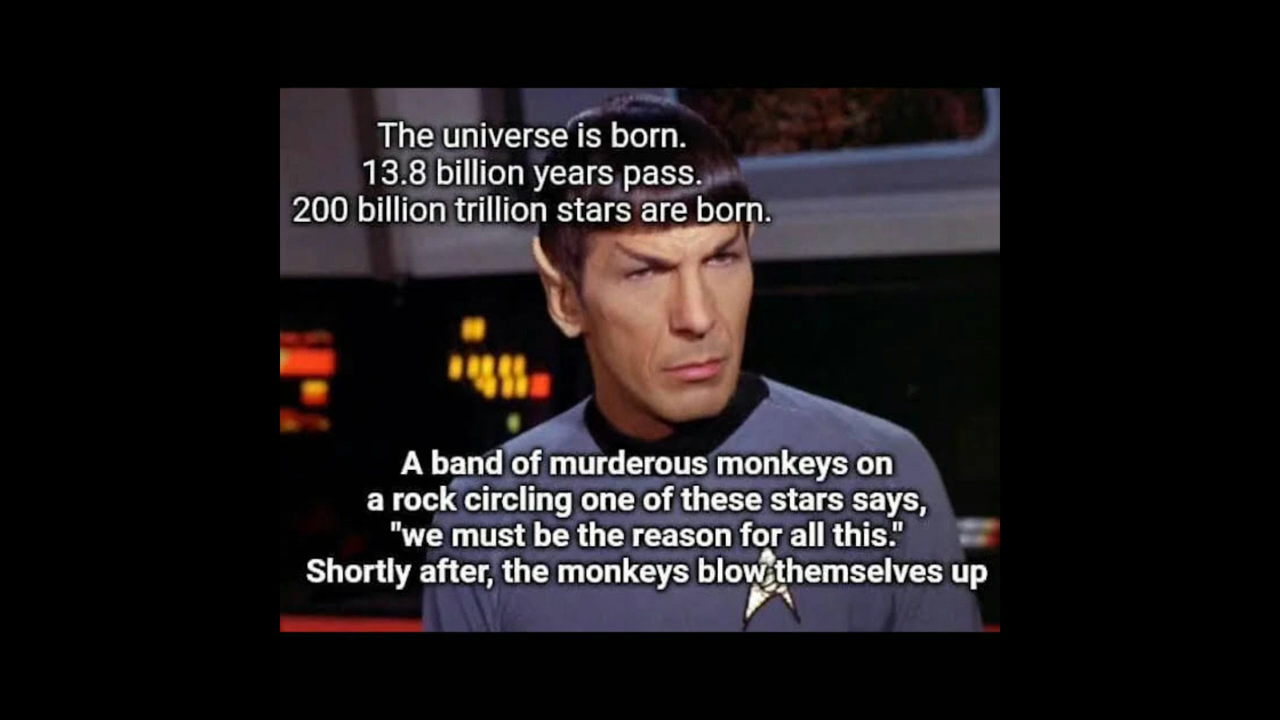 The universe is born.
13.8 billion years pass.
200 billion trillion stars are born.
A band of murderous monkeys on
a rock circling one of these stars says,
"we must be the reason for all this."
Shortly after, the monkeys blow themselves up